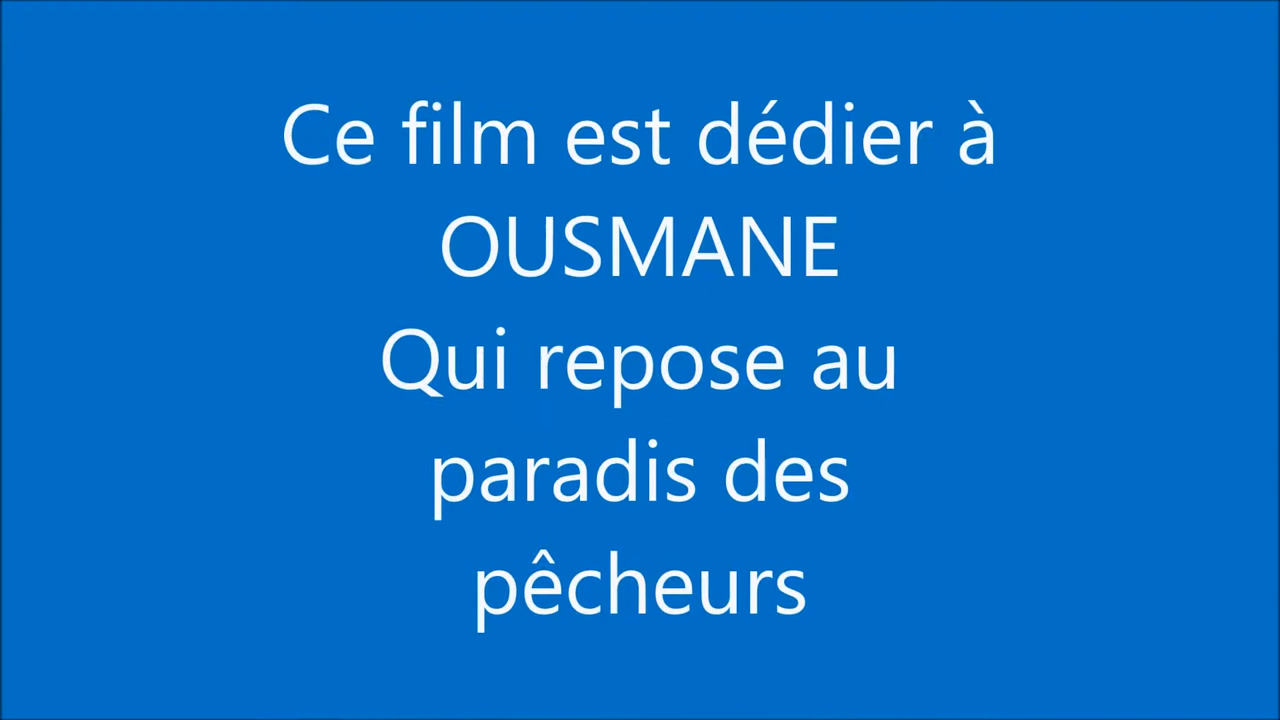 Ce film est dédier à
OUSMANE
Qui repose au
paradis des
pêcheurs